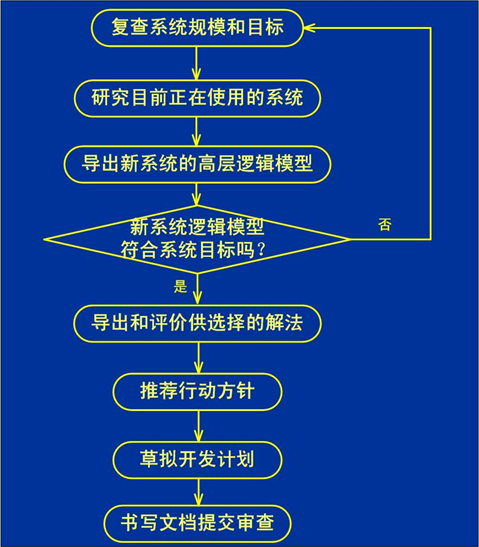 复查系统规模和目标
研究目前正在使用的系统
导出新系统的高层逻辑模型
新系统逻辑模型
符合系统目标吗?
否
是
导出和评价供选择的解法
推荐行动方针
草拟开发计划
书写文档提交审查